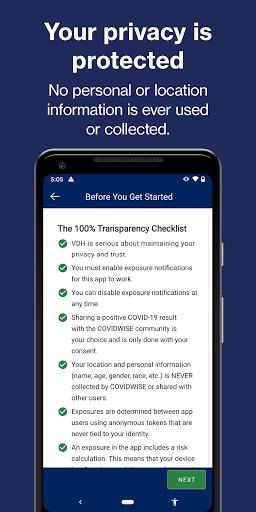 Your privacy is
protected
No personal or location
information is ever used
or collected.
5:05
Before You Get Started
The 100% Transparency Checklist
VDH is serious about maintaining your
privacy and trust.
You must enable exposure notifications
for this app to work.
You can disable exposure notifications at
any time.
Sharing a positive COVID-19 result
with the COVIDWISE community is
your choice and is only done with your
consent.
Your location and personal information
(name, age, gender, race, etc.) is NEVER
collected by COVIDWISE or shared with
other users.
Exposures are determined between app
users using anonymous tokens that are
never tied to your identity.
An exposure in the app includes a risk
calculation. This means that your device
NEXT